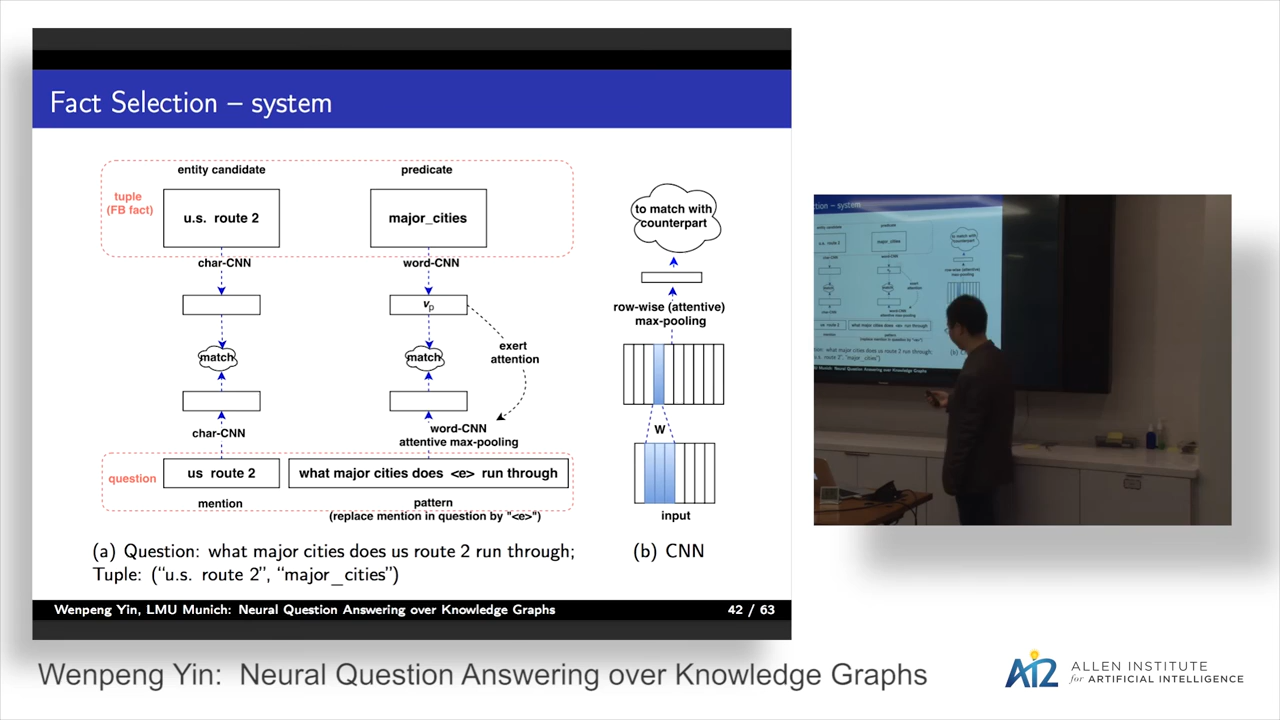 Fact Selection – system
entity candidate
predicate
tuple
(FB fact)
u.s. route 2
major_cities
to match with
counterpart
char-CNN
word-CNN
v_p
row-wise (attentive)
max-pooling
match
match
exert
attention
W
char-CNN
word-CNN
attentive max-pooling
question
us route 2
what major cities does <e> run through
mention
pattern
(replace mention in question by "<e>")
input
(a) Question: what major cities does us route 2 run through;
Tuple: (“u.s. route 2”, “major_cities”)
(b) CNN
Wenpeng Yin, LMU Munich: Neural Question Answering over Knowledge Graphs
42 / 63
Wenpeng Yin: Neural Question Answering over Knowledge Graphs
AI2
ALLEN INSTITUTE
for ARTIFICIAL INTELLIGENCE